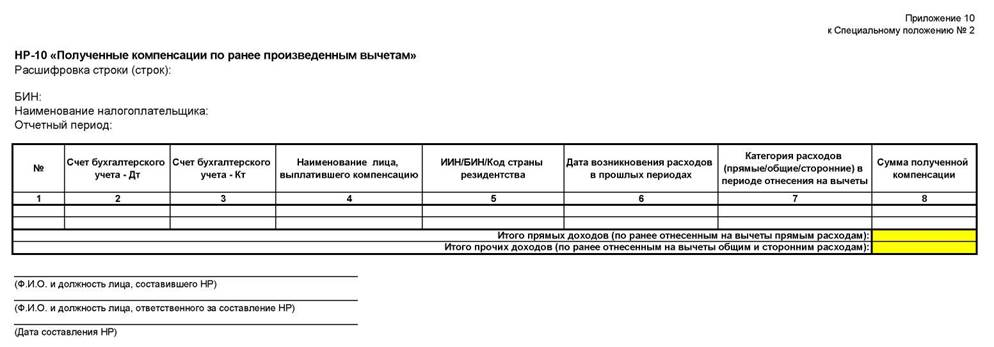 Приложение 10
к Специальному положению № 2
НР-10 «Полученные компенсации по ранее произведенным вычетам»
Расшифровка строки (строк):
БИН:
Наименование налогоплательщика:
Отчетный период:
№
Счет бухгалтерского
учета - Дт
Счет бухгалтерского
учета - Кт
Наименование лица,
выплатившего компенсацию
ИИН/БИН/Код страны
резидентства
Дата возникновения расходов
в прошлых периодах
Категория расходов
(прямые/общие/сторонние) в
периоде отнесения на вычеты
Сумма полученной
компенсации
1 2 3 4 5 6 7 8
Итого прямых доходов (по ранее отнесенным на вычеты прямым расходам):
Итого прочих доходов (по ранее отнесенным на вычеты общим и сторонним расходам):
(Ф.И.О. и должность лица, составившего НР)
(Ф.И.О. и должность лица, ответственного за составление НР)
(Дата составления НР)